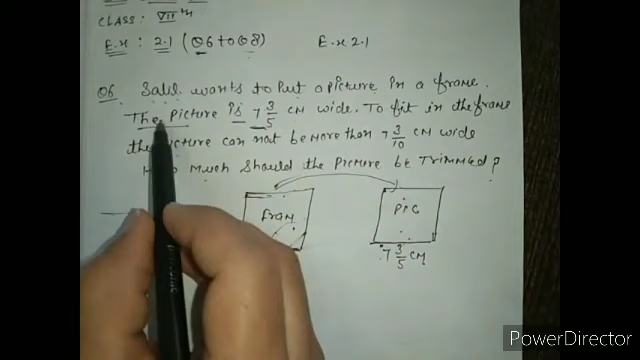 CLASS: VII th
E.x : 2.1 (Q6 to Q8) E.x 2.1
Q6 Salil wants to Put a picture in a frame.
The Picture is 7 3/5 CM wide. To fit in the frame
the picture can not be More than 7 3/10 CM wide
Much should the Picture be Trimmed?
FRAM
PIC
7 3/5 CM
PowerDirector